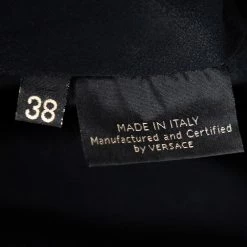 38
MADE IN ITALY
Manufactured and Certified
by VERSACE